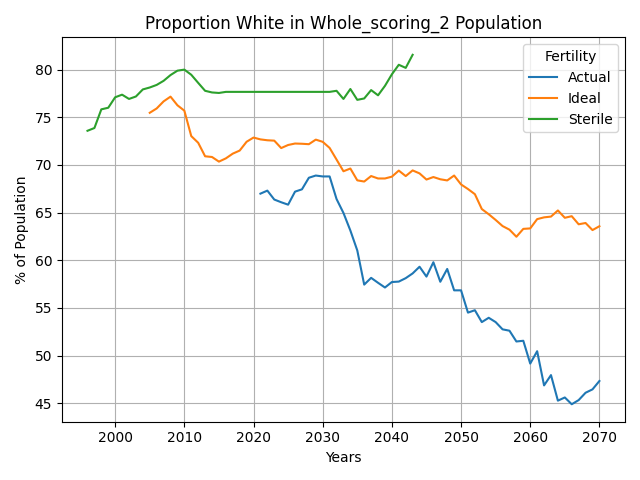 Proportion White in Whole_scoring_2 Population
Fertility
Actual
Ideal
Sterile
% of Population
80
75
70
65
60
55
50
45
2000
2010
2020
2030
2040
2050
2060
2070
Years